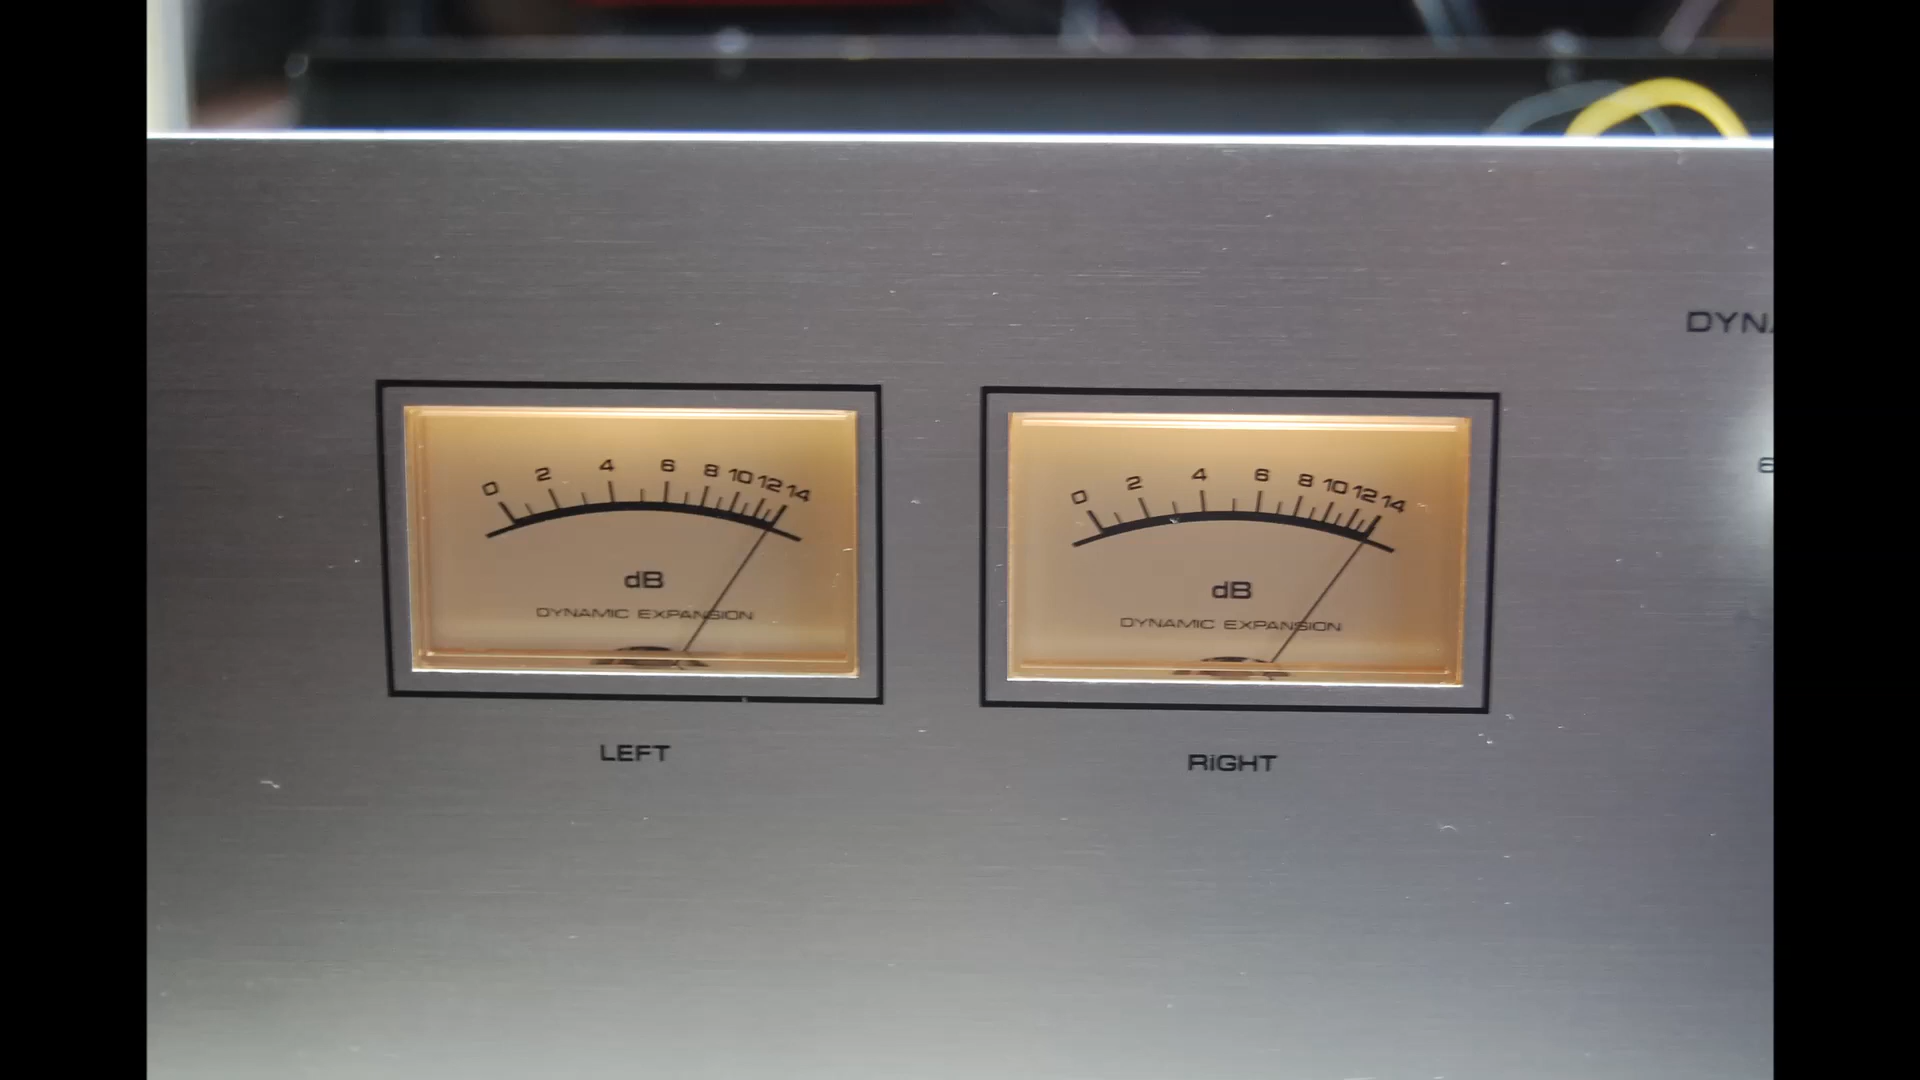 DYNA
6
0 2 4 6 8 10 12 14
dB
DYNAMIC EXPANSION
LEFT
0 2 4 6 8 10 12 14
dB
DYNAMIC EXPANSION
RiGHT